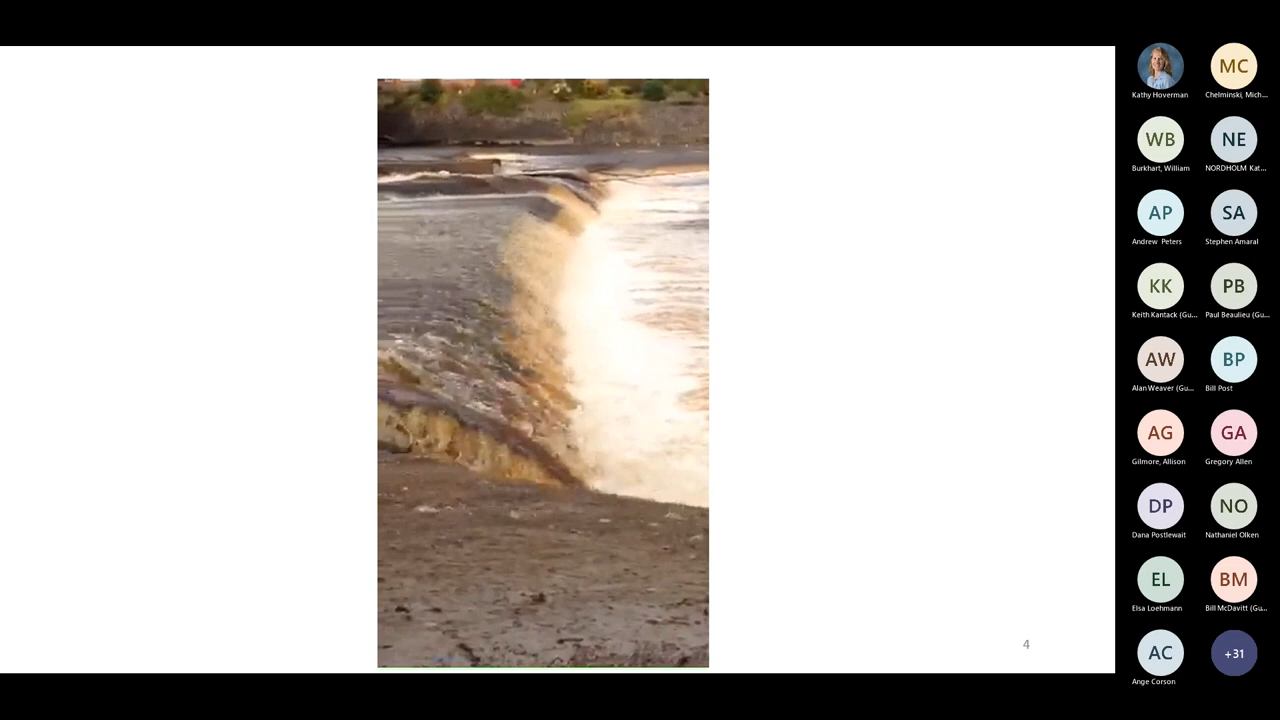 MC
Kathy Hoverman
Chelminski, Mich...
WB
NE
Burkhart, William
NORDHOLM Kat...
AP
SA
Andrew Peters
Stephen Amaral
KK
PB
Keith Kantack (Gu...
Paul Beaulieu (Gu...
AW
BP
Alan Weaver (Gu...
Bill Post
AG
GA
Gilmore, Allison
Gregory Allen
DP
NO
Dana Postlewait
Nathaniel Olken
EL
BM
Elsa Loehmann
Bill McDavitt (Gu...
4
AC
+31
Ange Corson